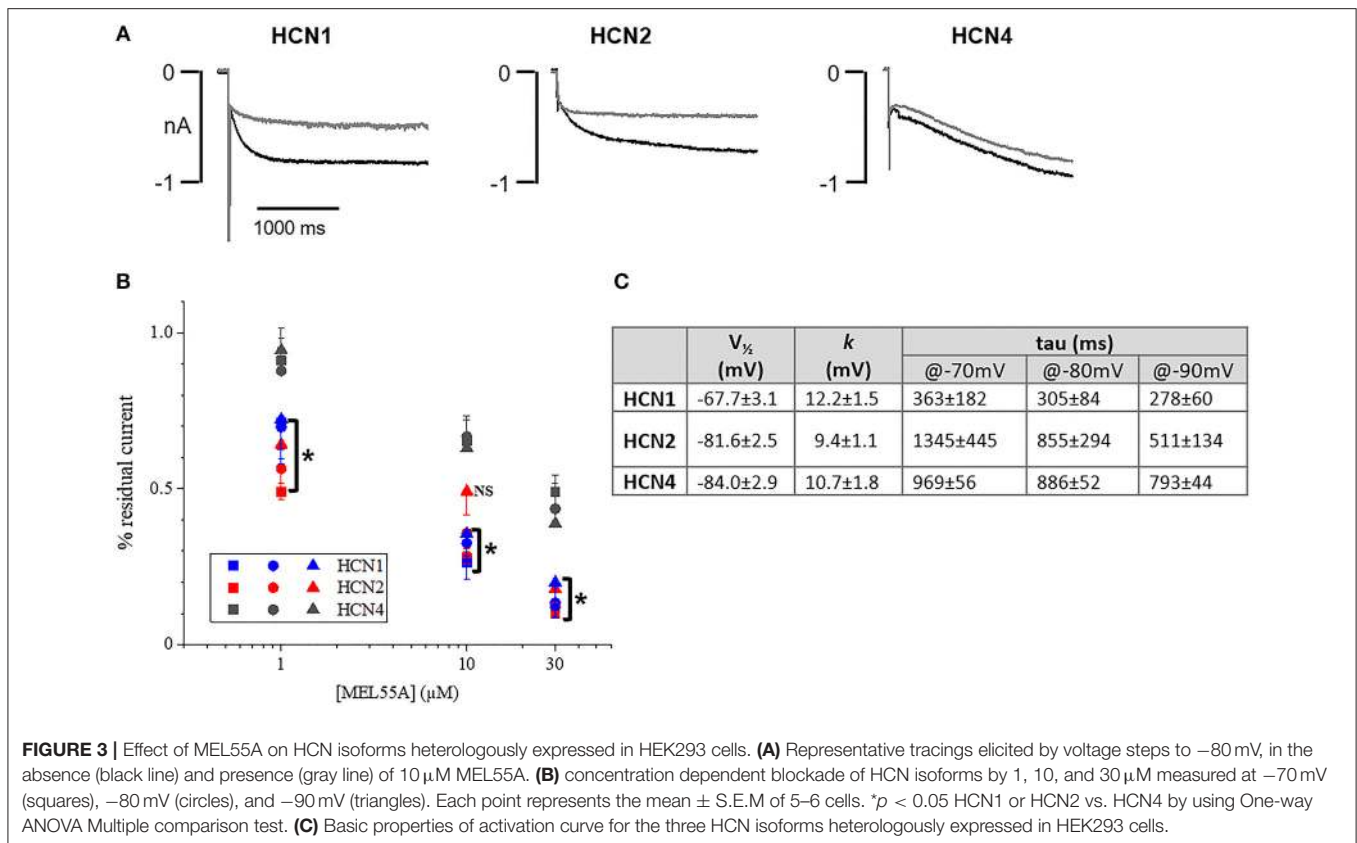 A
HCN1
HCN2
HCN4
0
nA
-1
0
-1
0
-1
1000 ms
B
1.0
0.5
0
% residual current
*
NS
*
*
HCN1
HCN2
HCN4
1
10
30
[MEL55A] (µM)
C
V½ (mV) k (mV) tau (ms)
@-70mV @-80mV @-90mV
HCN1 -67.7±3.1 12.2±1.5 363±182 305±84 278±60
HCN2 -81.6±2.5 9.4±1.1 1345±445 855±294 511±134
HCN4 -84.0±2.9 10.7±1.8 969±56 886±52 793±44
FIGURE 3 | Effect of MEL55A on HCN isoforms heterologously expressed in HEK293 cells. (A) Representative tracings elicited by voltage steps to −80 mV, in the
absence (black line) and presence (gray line) of 10 µM MEL55A. (B) concentration dependent blockade of HCN isoforms by 1, 10, and 30 µM measured at −70 mV
(squares), −80 mV (circles), and −90 mV (triangles). Each point represents the mean ± S.E.M of 5–6 cells. *p < 0.05 HCN1 or HCN2 vs. HCN4 by using One-way
ANOVA Multiple comparison test. (C) Basic properties of activation curve for the three HCN isoforms heterologously expressed in HEK293 cells.